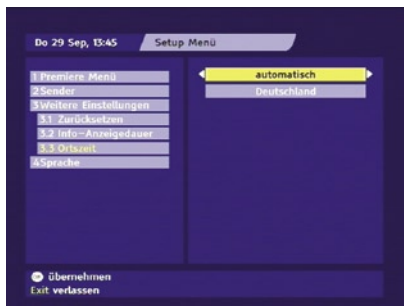 Do 29 Sep, 13:45
Setup Menü
1 Premiere Menü
2 Sender
3 Weitere Einstellungen
3.1 Zurücksetzen
3.2 Info-Anzeigedauer
3.3 Ortszeit
4 Sprache
automatisch
Deutschland
OK übernehmen
Exit verlassen